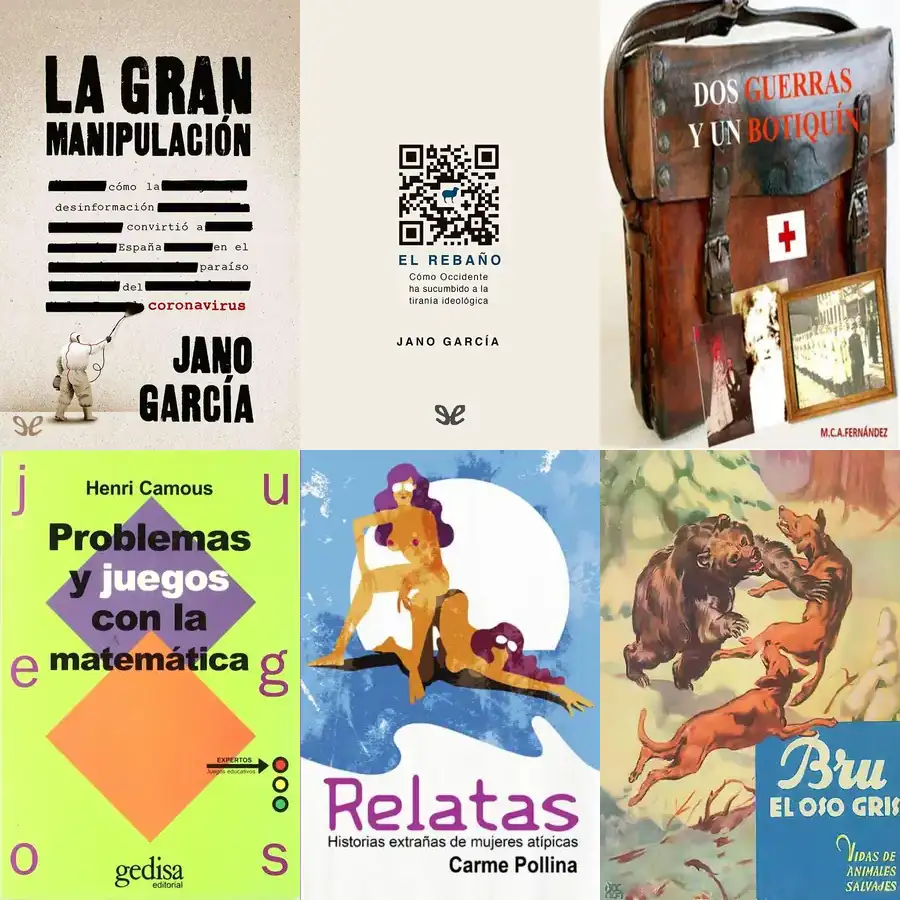 LA GRAN
MANIPULACIÓN
cómo la
desinformación
convirtió a
España en el
paraíso
del
coronavirus
JANO
GARCÍA
EL REBAÑO
Cómo Occidente
ha sucumbido a la
tiranía ideológica
JANO GARCÍA
DOS GUERRAS
Y UN BOTIQUÍN
M.C.A.FERNÁNDEZ
j u
Henri Camous
Problemas
y juegos
con la
matemática
e g
EXPERTOS
Juegos educativos
o s
gedisa
editorial
Relatas
Historias extrañas de mujeres atípicas
Carme Pollina
Bru
EL OSO GRIS
VIDAS DE
ANIMALES
SALVAJES